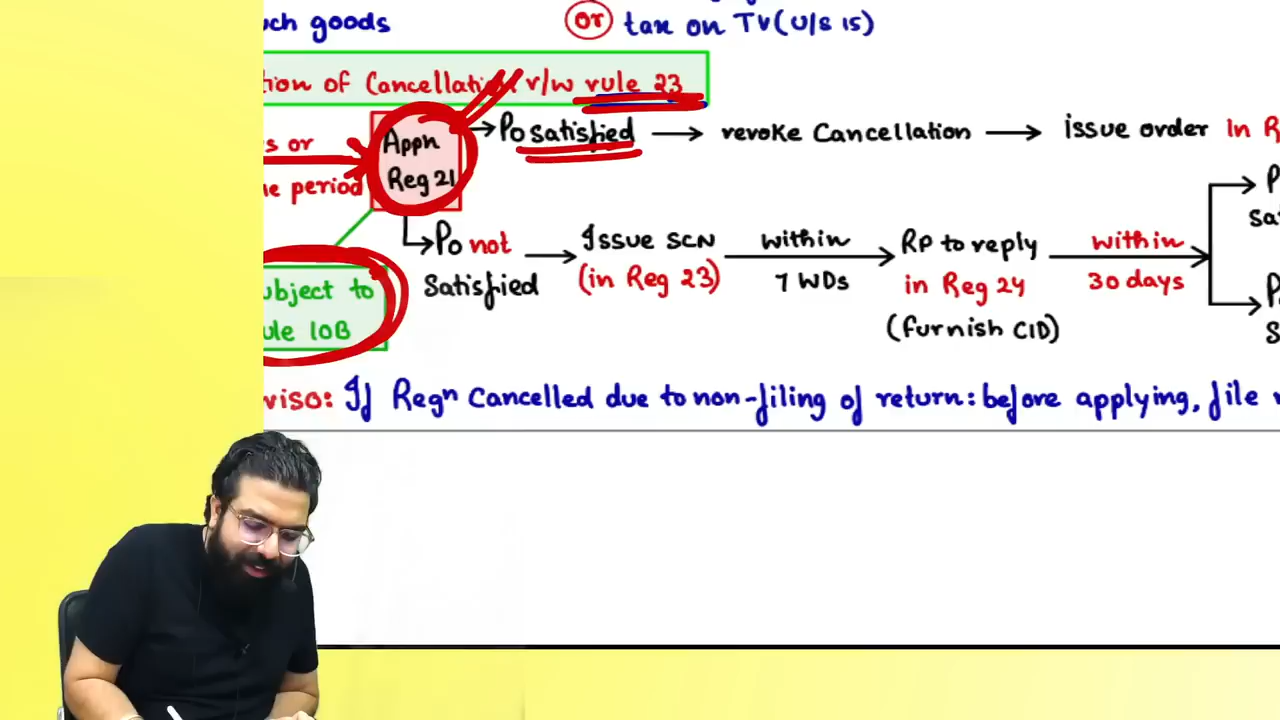 ch goods
or tax on TV(U/S 15)
tion of Cancellation r/w rule 23
s or
e period
Appn
Reg 21
Po satisfied
revoke Cancellation
issue order in R
Po not
Satisfied
Issue SCN
(in Reg 23)
within
7 WDs
RP to reply
in Reg 24
(furnish CID)
within
30 days
P
Sa
P
S
ubject to
ule 10B
viso: If Regn Cancelled due to non-filing of return: before applying, file